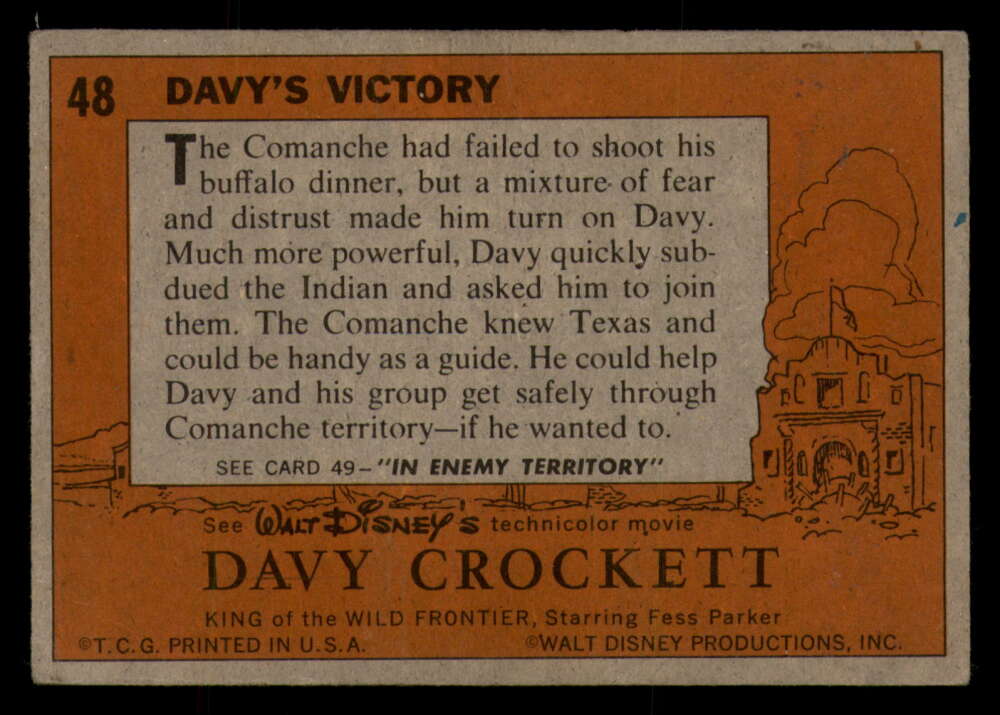 48 DAVY'S VICTORY
The Comanche had failed to shoot his
buffalo dinner, but a mixture of fear
and distrust made him turn on Davy.
Much more powerful, Davy quickly sub-
dued the Indian and asked him to join
them. The Comanche knew Texas and
could be handy as a guide. He could help
Davy and his group get safely through
Comanche territory—if he wanted to.
SEE CARD 49–"IN ENEMY TERRITORY"
See WALT DISNEY'S technicolor movie
DAVY CROCKETT
KING of the WILD FRONTIER, Starring Fess Parker
©T.C.G. PRINTED IN U.S.A. ©WALT DISNEY PRODUCTIONS, INC.